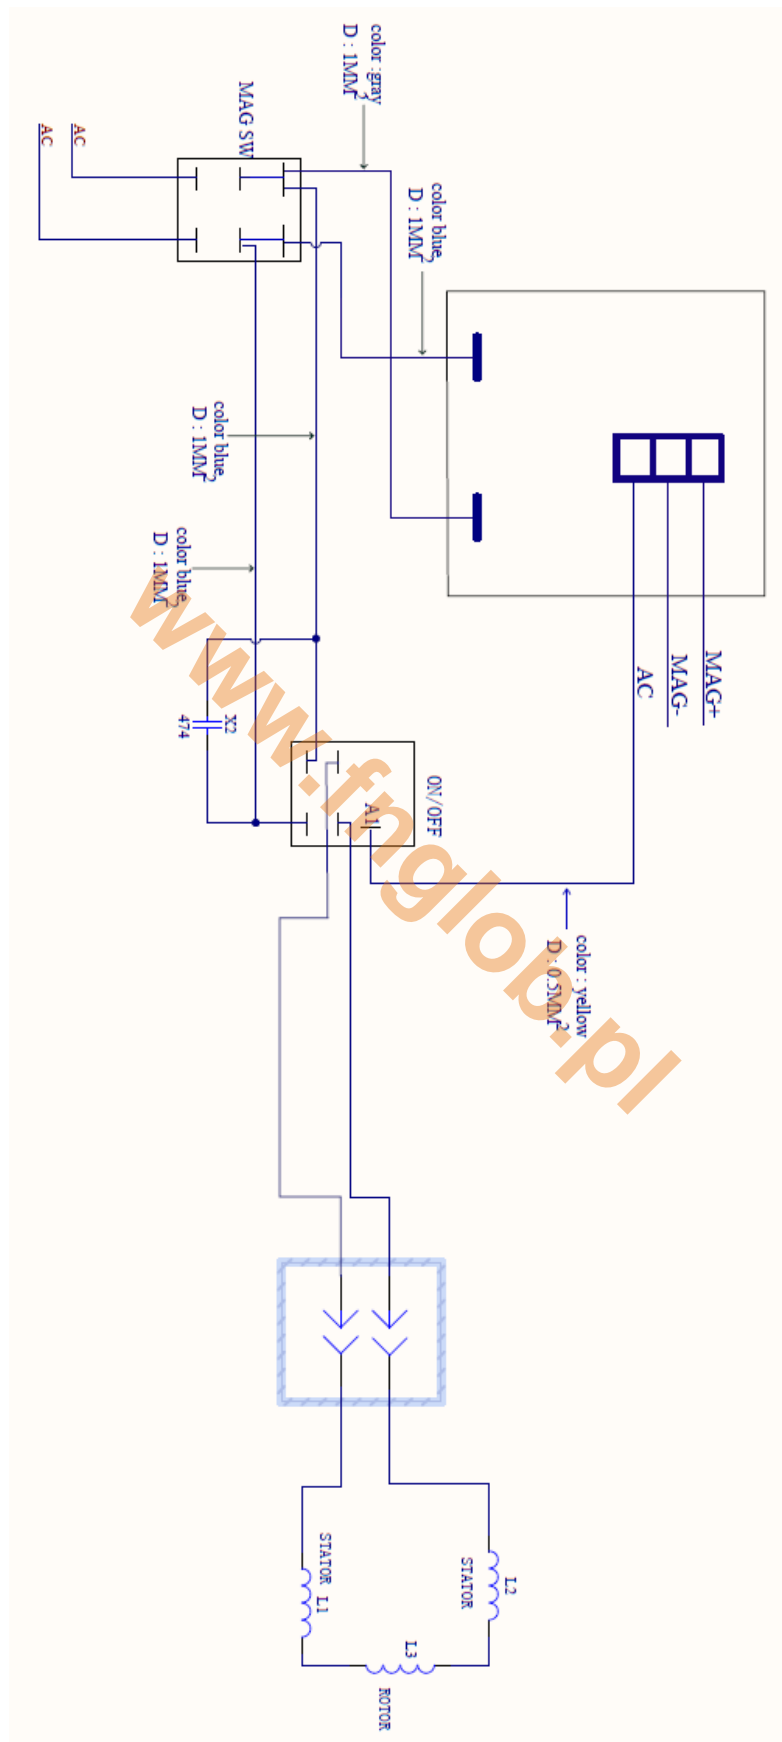 color :gray
D : 1MM2
MAG SW
AC
AC
color blue,
D : 1MM2
color blue,
D : 1MM2
color blue,
D : 1MM2
MAG+
MAG-
AC
X2
474
ON/OFF
A1
color : yellow
D : 0.5MM2
www.fnglob.pl
STATOR L1
L2
STATOR
L3
ROTOR